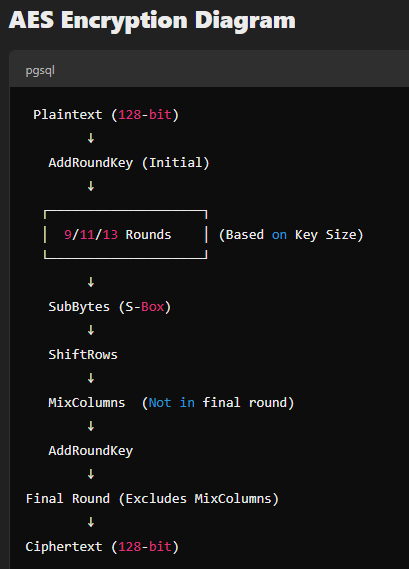 AES Encryption Diagram
pgsql
Plaintext (128-bit)
↓
AddRoundKey (Initial)
↓
9/11/13 Rounds (Based on Key Size)
↓
SubBytes (S-Box)
↓
ShiftRows
↓
MixColumns (Not in final round)
↓
AddRoundKey
↓
Final Round (Excludes MixColumns)
↓
Ciphertext (128-bit)